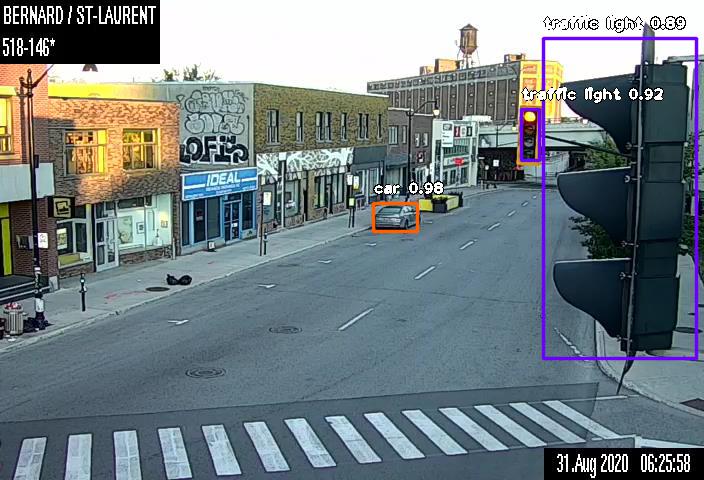 BERNARD / ST-LAURENT
518-146*
traffic light 0.89
traffic light 0.92
car 0.98
IDEAL
31.Aug 2020 06:25:58